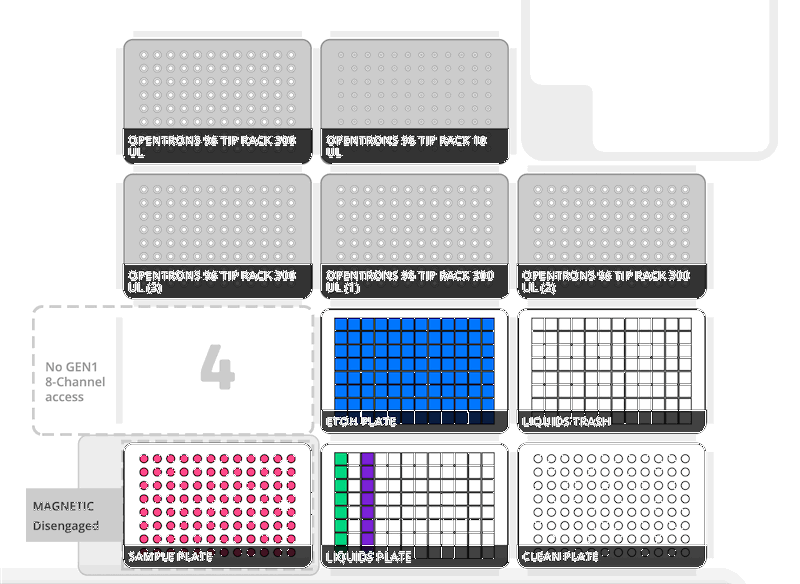 OPENTRONS 96 TIP RACK 300
UL
OPENTRONS 96 TIP RACK 10
UL
OPENTRONS 96 TIP RACK 300
UL (3)
OPENTRONS 96 TIP RACK 300
UL (1)
OPENTRONS 96 TIP RACK 300
UL (2)
No GEN1
8-Channel
access
4
ETOH PLATE
LIQUIDS TRASH
MAGNETIC
Disengaged
SAMPLE PLATE
LIQUIDS PLATE
CLEAN PLATE